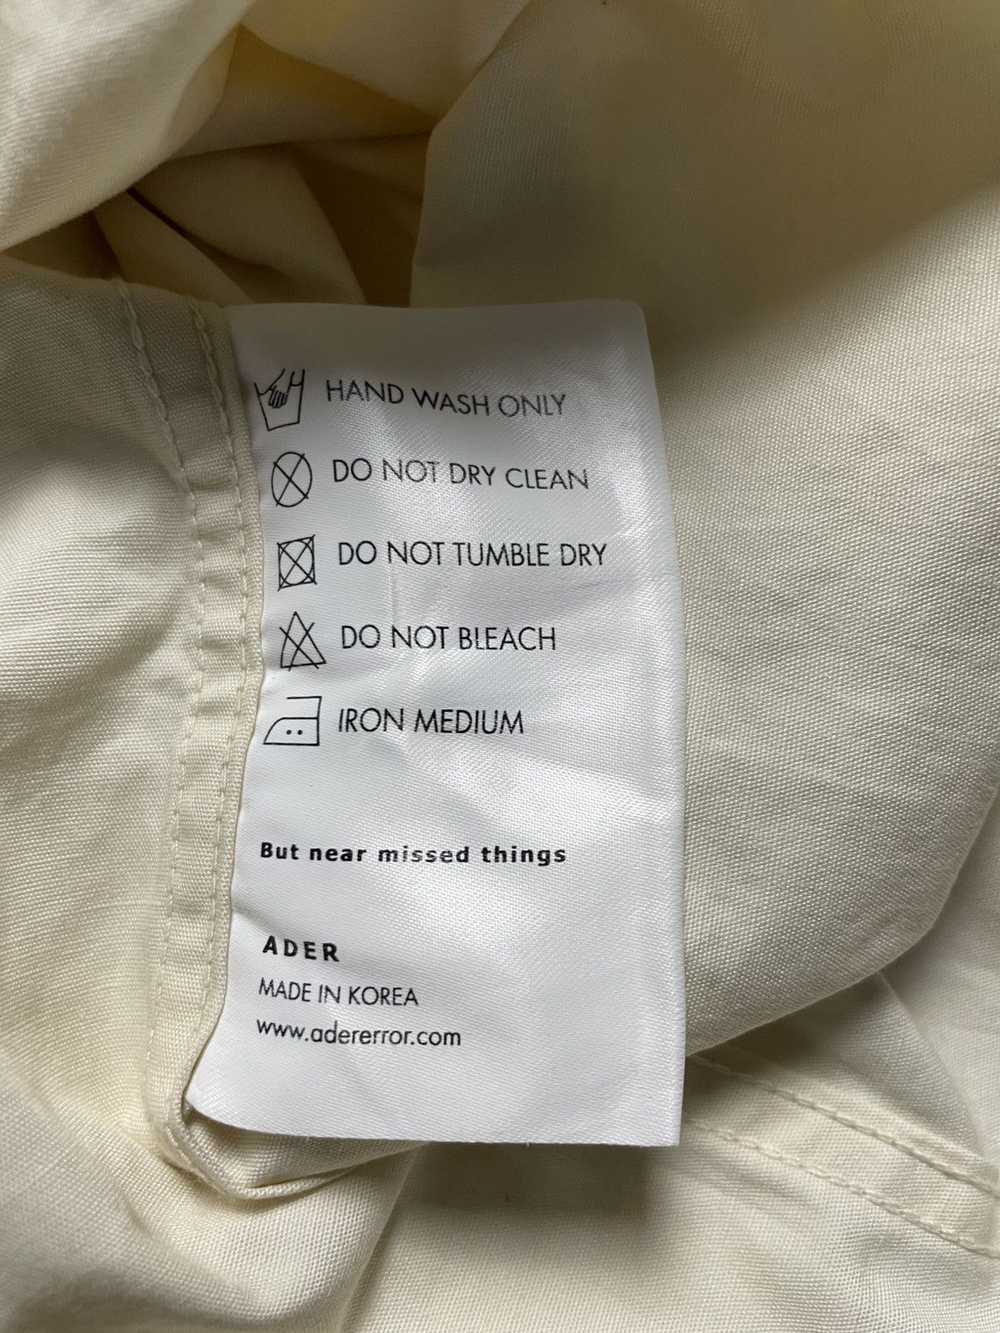 HAND WASH ONLY
DO NOT DRY CLEAN
DO NOT TUMBLE DRY
DO NOT BLEACH
IRON MEDIUM
But near missed things
ADER
MADE IN KOREA
www.adererror.com